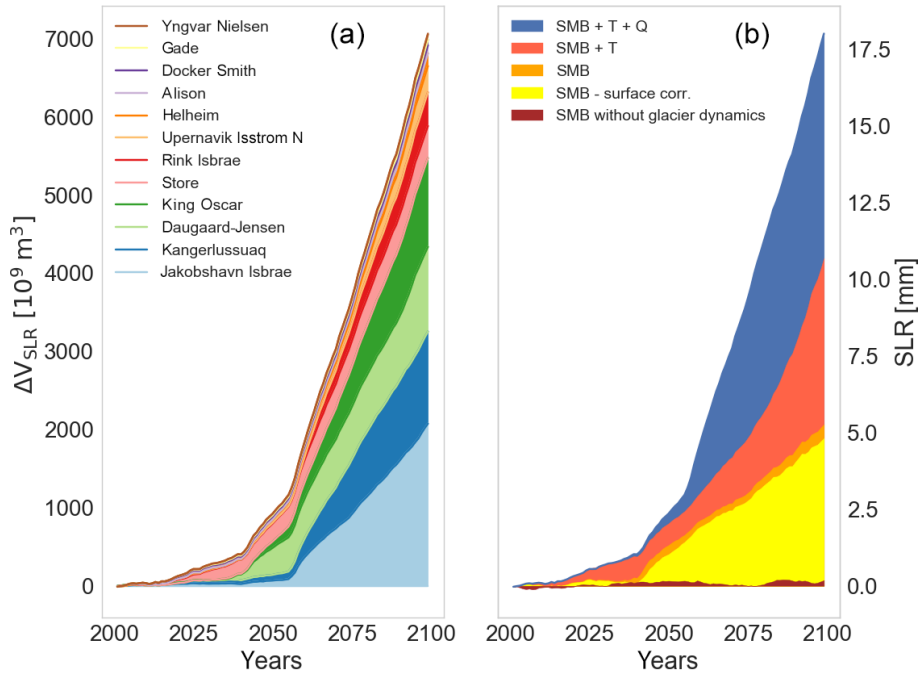 (a)
Yngvar Nielsen
Gade
Docker Smith
Alison
Helheim
Upernavik Isstrom N
Rink Isbrae
Store
King Oscar
Daugaard-Jensen
Kangerlussuaq
Jakobshavn Isbrae
7000
6000
5000
4000
3000
2000
1000
0
ΔV_SLR [10⁹ m³]
2000 2025 2050 2075 2100
Years
(b)
SMB + T + Q
SMB + T
SMB
SMB - surface corr.
SMB without glacier dynamics
17.5
15.0
12.5
10.0
7.5
5.0
2.5
0.0
SLR [mm]
2000 2025 2050 2075 2100
Years